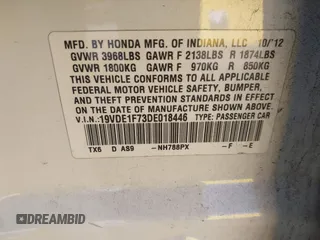 MFD. BY HONDA MFG. OF INDIANA, LLC 10/'12
GVWR 3968LBS GAWR F 2138LBS R 1874LBS
GVWR 1800KG GAWR F 970KG R 850KG
THIS VEHICLE CONFORMS TO ALL APPLICABLE
FEDERAL MOTOR VEHICLE SAFETY, BUMPER,
AND THEFT PREVENTION STANDARDS IN EFFECT
ON THE DATE OF MANUFACTURE SHOWN ABOVE.
V.I.N.:19VDE1F73DE018446 TYPE: PASSENGER CAR
TX6 D AS9 -NH788PX -F -E
DREAMBID